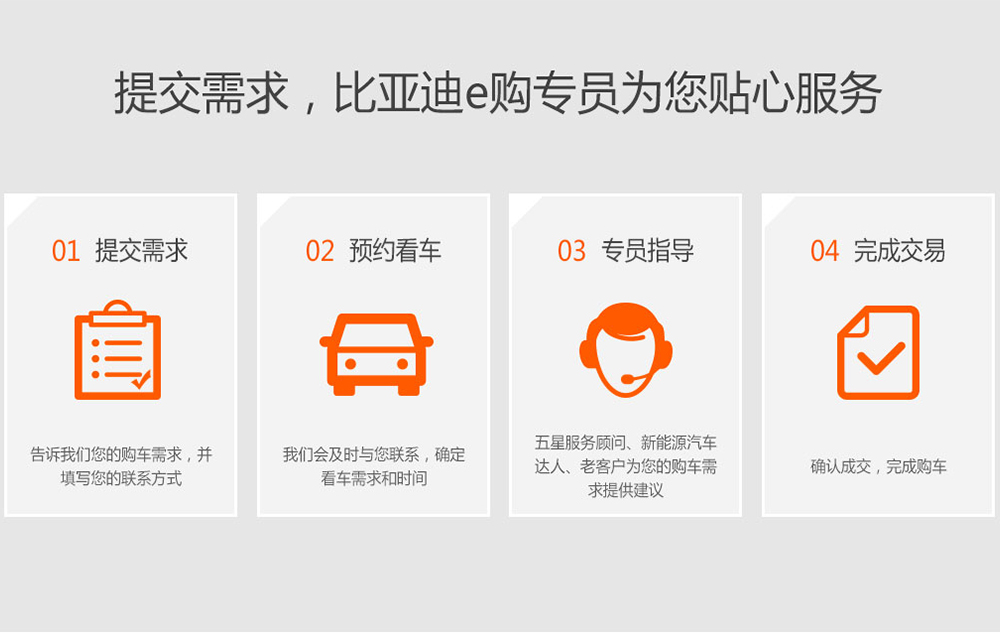 提交需求，比亚迪e购专员为您贴心服务
01 提交需求
告诉我们您的购车需求，并
填写您的联系方式
02 预约看车
我们会及时与您联系，确定
看车需求和时间
03 专员指导
五星服务顾问、新能源汽车
达人、老客户为您的购车需
求提供建议
04 完成交易
确认成交，完成购车